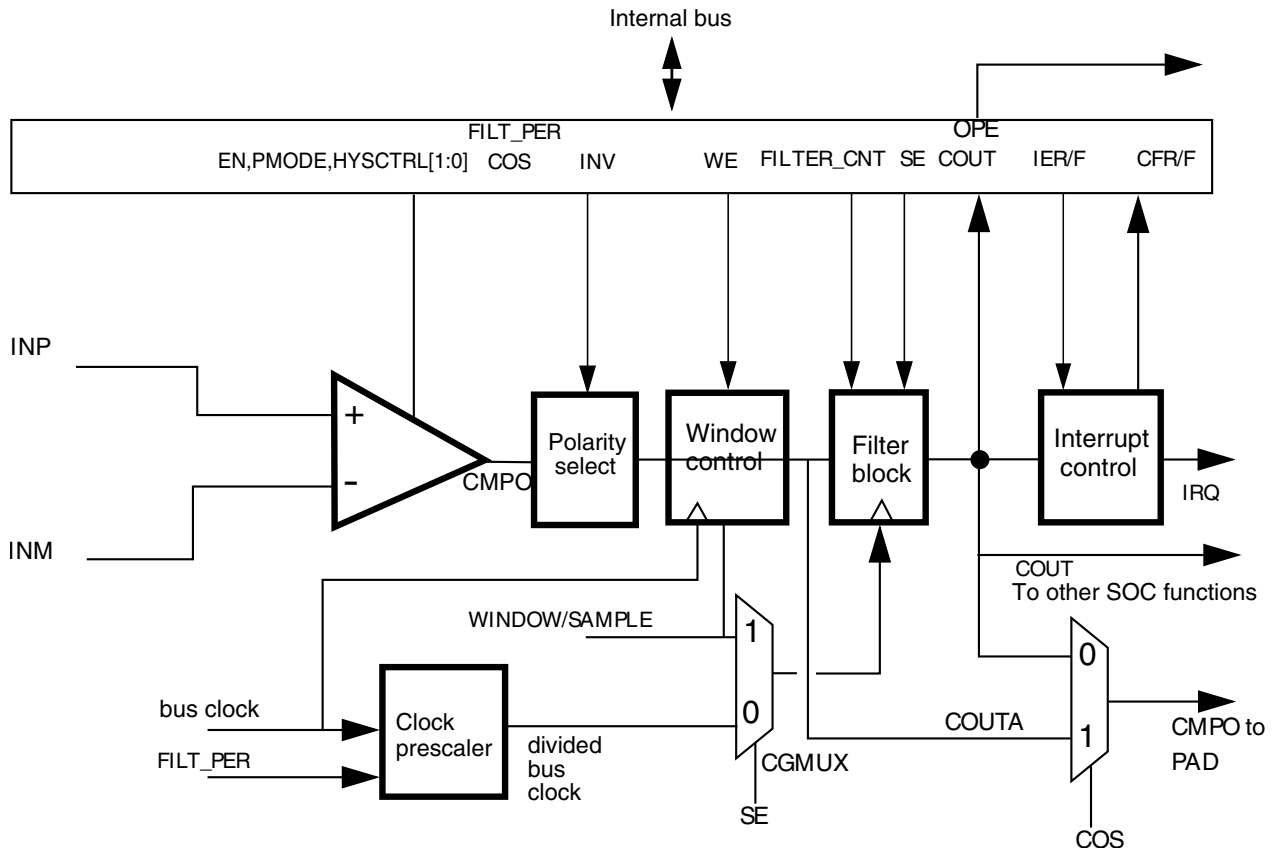 Internal bus
FILT_PER
OPE
EN,PMODE,HYSCTRL[1:0] COS INV WE FILTER_CNT SE COUT IER/F CFR/F
INP
+
-
INM
CMPO
Polarity
select
Window
control
Filter
block
Interrupt
control
IRQ
COUT
To other SOC functions
WINDOW/SAMPLE
1
0
CGMUX
SE
bus clock
FILT_PER
Clock
prescaler
divided
bus
clock
COUTA
0
1
CMPO to
PAD
COS